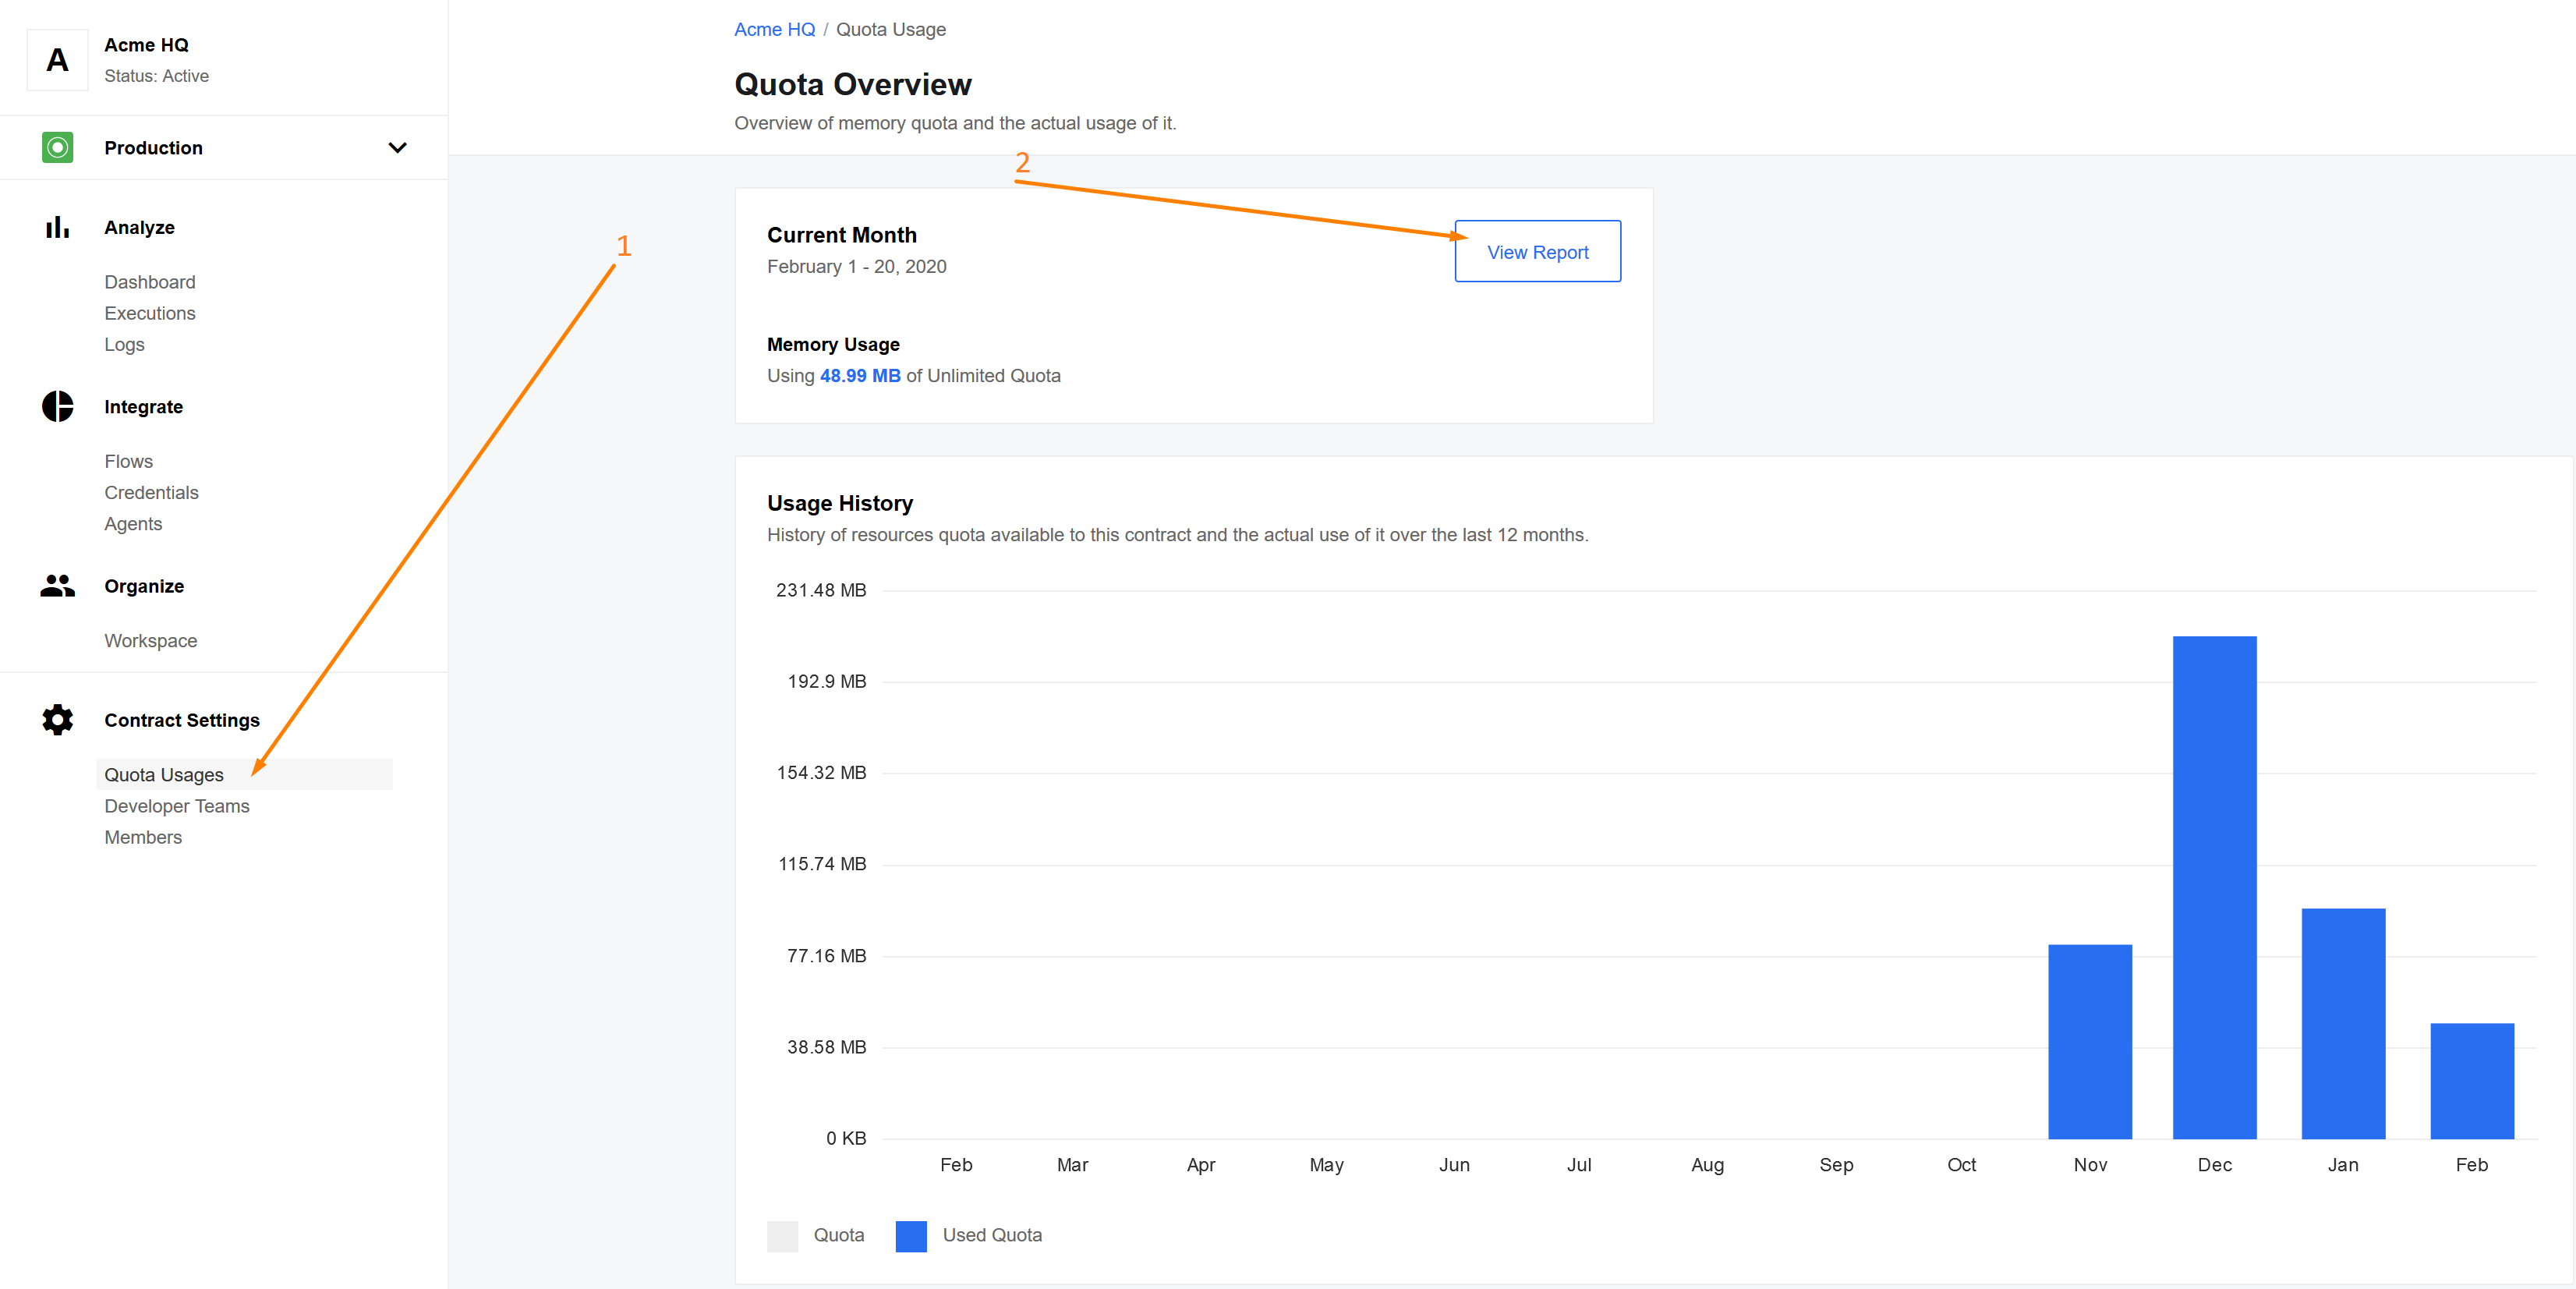 A
Acme HQ
Status: Active
Production
Analyze
Dashboard
Executions
Logs
Integrate
Flows
Credentials
Agents
Organize
Workspace
Contract Settings
Quota Usages
Developer Teams
Members
1
Acme HQ / Quota Usage
Quota Overview
Overview of memory quota and the actual usage of it.
2
Current Month
February 1 - 20, 2020
View Report
Memory Usage
Using 48.99 MB of Unlimited Quota
Usage History
History of resources quota available to this contract and the actual use of it over the last 12 months.
231.48 MB
192.9 MB
154.32 MB
115.74 MB
77.16 MB
38.58 MB
0 KB
Feb Mar Apr May Jun Jul Aug Sep Oct Nov Dec Jan Feb
Quota Used Quota